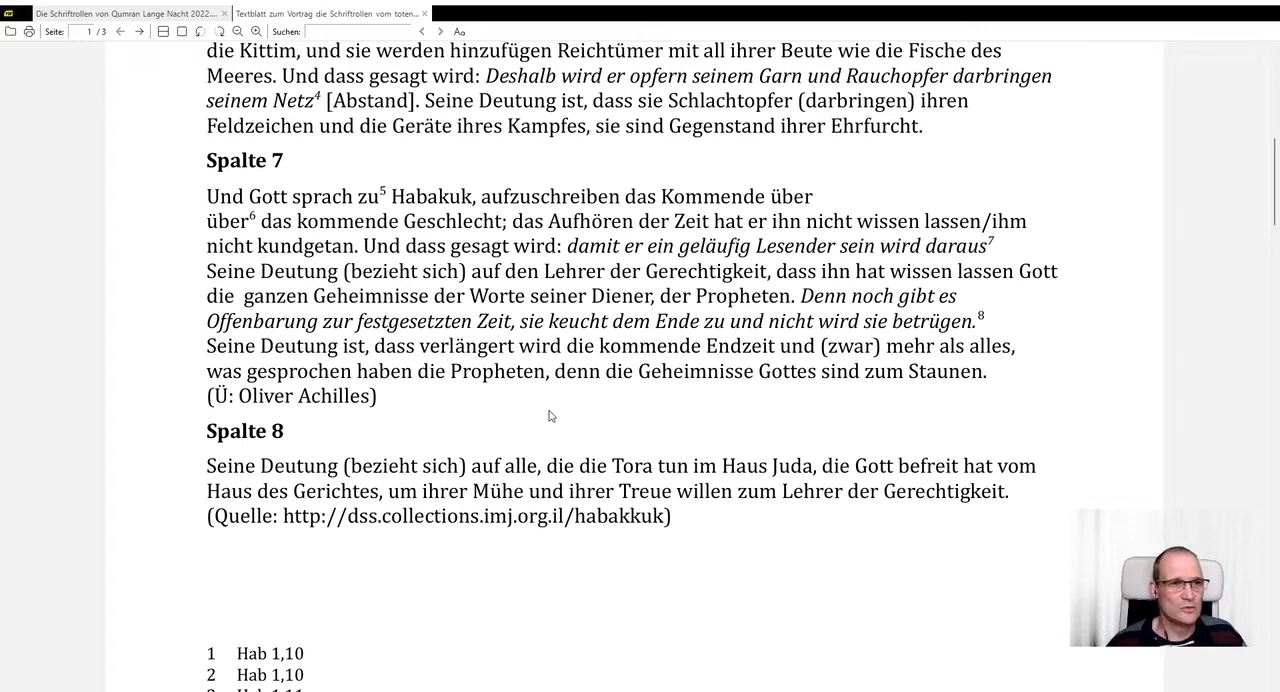 Die Schriftrollen von Qumran Lange Nacht 2022.... Textblatt zum Vortrag die Schriftrollen vom toten...
Seite: 1 / 3 Suchen: Aa
die Kittim, und sie werden hinzufügen Reichtümer mit all ihrer Beute wie die Fische des
Meeres. Und dass gesagt wird: Deshalb wird er opfern seinem Garn und Rauchopfer darbringen
seinem Netz⁴ [Abstand]. Seine Deutung ist, dass sie Schlachtopfer (darbringen) ihren
Feldzeichen und die Geräte ihres Kampfes, sie sind Gegenstand ihrer Ehrfurcht.
Spalte 7
Und Gott sprach zu⁵ Habakuk, aufzuschreiben das Kommende über
über⁶ das kommende Geschlecht; das Aufhören der Zeit hat er ihn nicht wissen lassen/ihm
nicht kundgetan. Und dass gesagt wird: damit er ein geläufig Lesender sein wird daraus⁷
Seine Deutung (bezieht sich) auf den Lehrer der Gerechtigkeit, dass ihn hat wissen lassen Gott
die ganzen Geheimnisse der Worte seiner Diener, der Propheten. Denn noch gibt es
Offenbarung zur festgesetzten Zeit, sie keucht dem Ende zu und nicht wird sie betrügen.⁸
Seine Deutung ist, dass verlängert wird die kommende Endzeit und (zwar) mehr als alles,
was gesprochen haben die Propheten, denn die Geheimnisse Gottes sind zum Staunen.
(Ü: Oliver Achilles)
Spalte 8
Seine Deutung (bezieht sich) auf alle, die die Tora tun im Haus Juda, die Gott befreit hat vom
Haus des Gerichtes, um ihrer Mühe und ihrer Treue willen zum Lehrer der Gerechtigkeit.
(Quelle: http://dss.collections.imj.org.il/habakkuk)
1 Hab 1,10
2 Hab 1,10
3 Hab 1,11